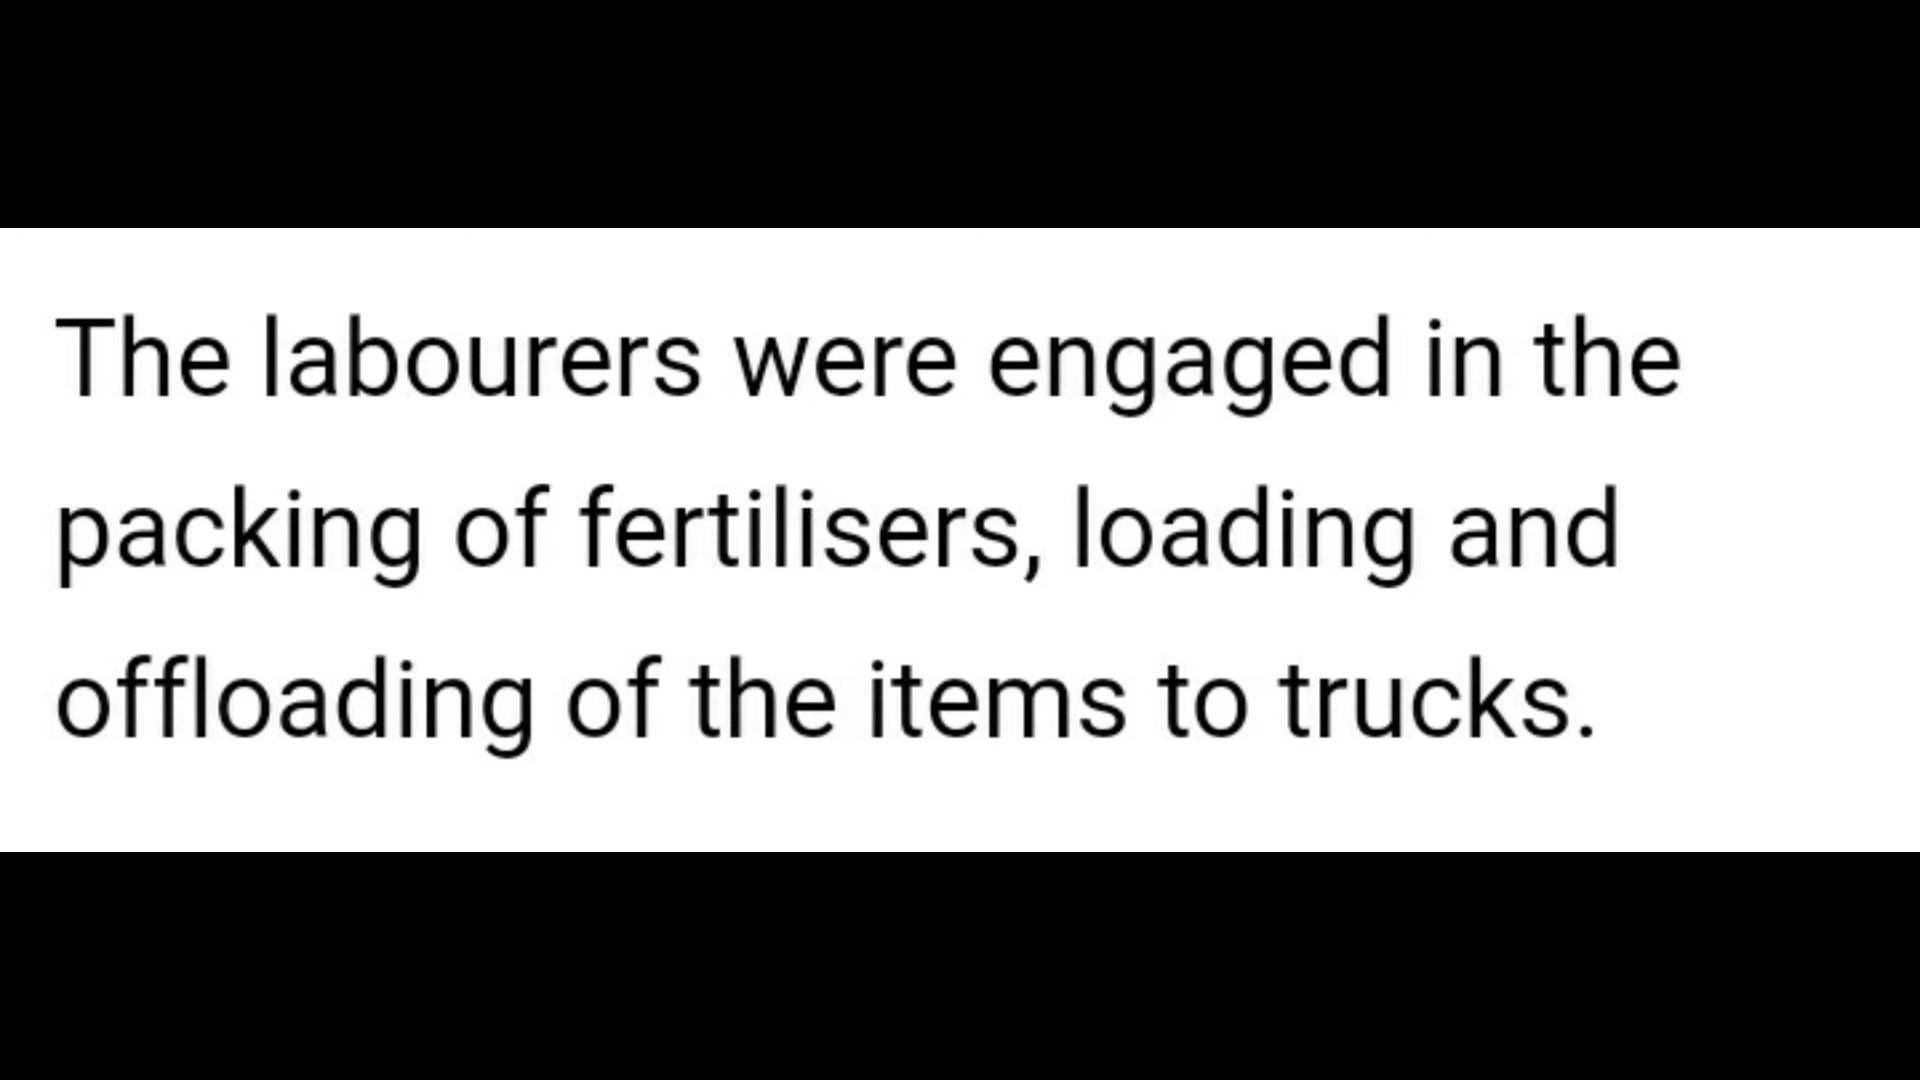 The labourers were engaged in the
packing of fertilisers, loading and
offloading of the items to trucks.